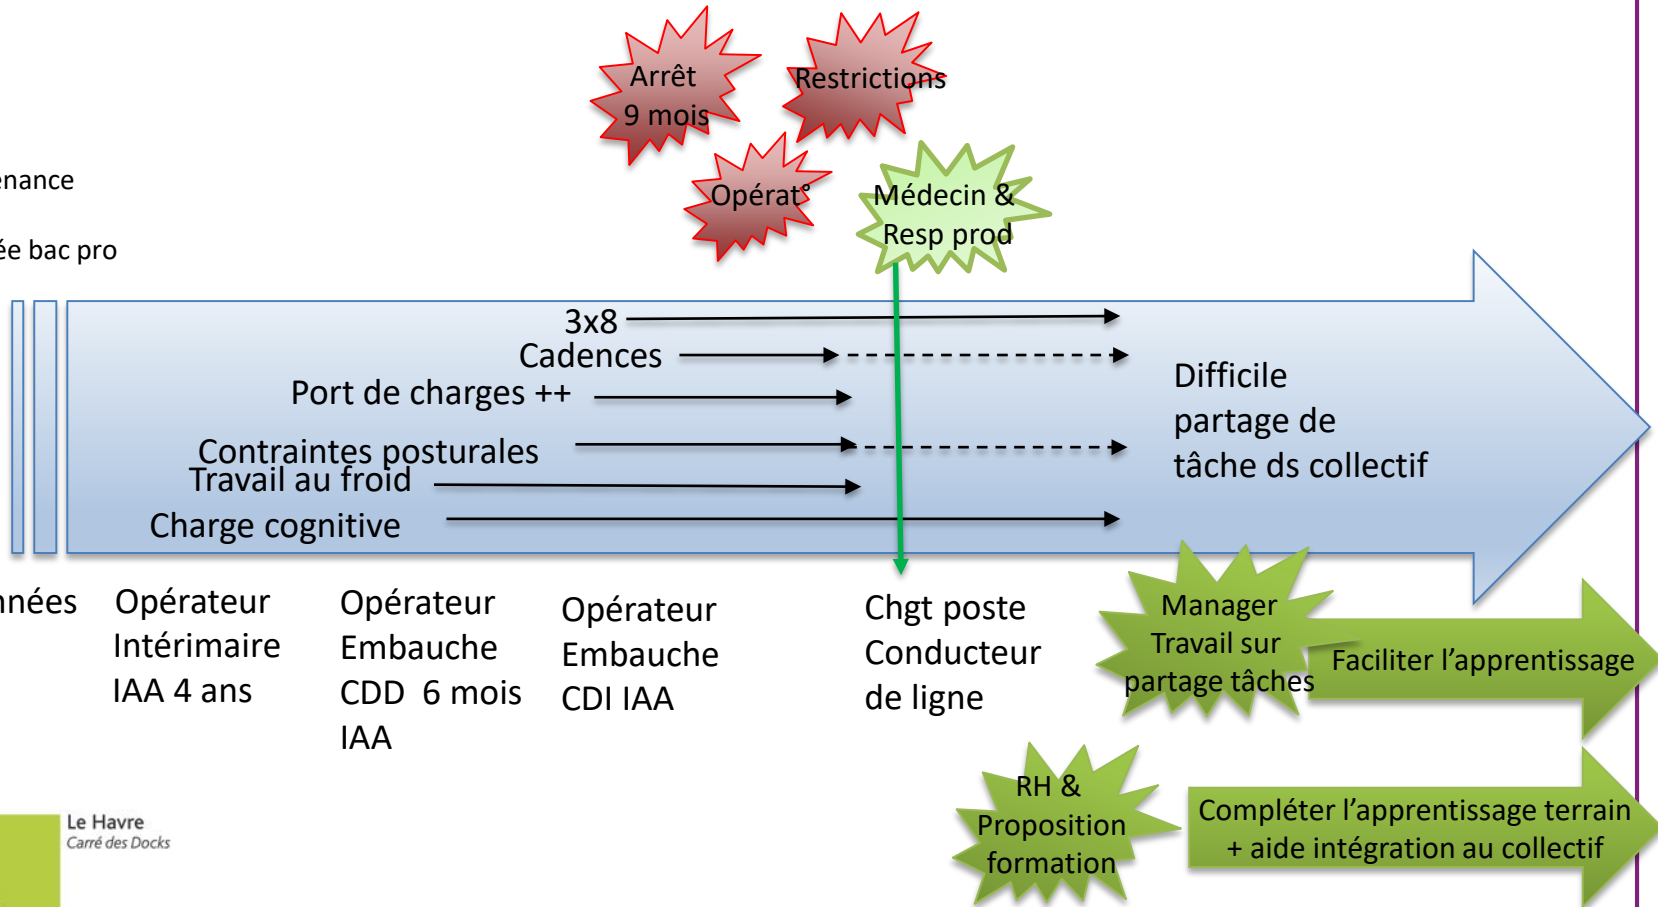 Arrêt
9 mois
Restrictions
Opérat°
Médecin &
Resp prod
bac pro
3x8
Cadences
Port de charges ++
Contraintes posturales
Travail au froid
Charge cognitive
Difficile
partage de
tâche ds collectif
Opérateur
Intérimaire
IAA 4 ans
Opérateur
Embauche
CDD 6 mois
IAA
Opérateur
Embauche
CDI IAA
Chgt poste
Conducteur
de ligne
Manager
Travail sur
partage tâches
Faciliter l’apprentissage
RH &
Proposition
formation
Compléter l’apprentissage terrain
+ aide intégration au collectif
Le Havre
Carré des Docks